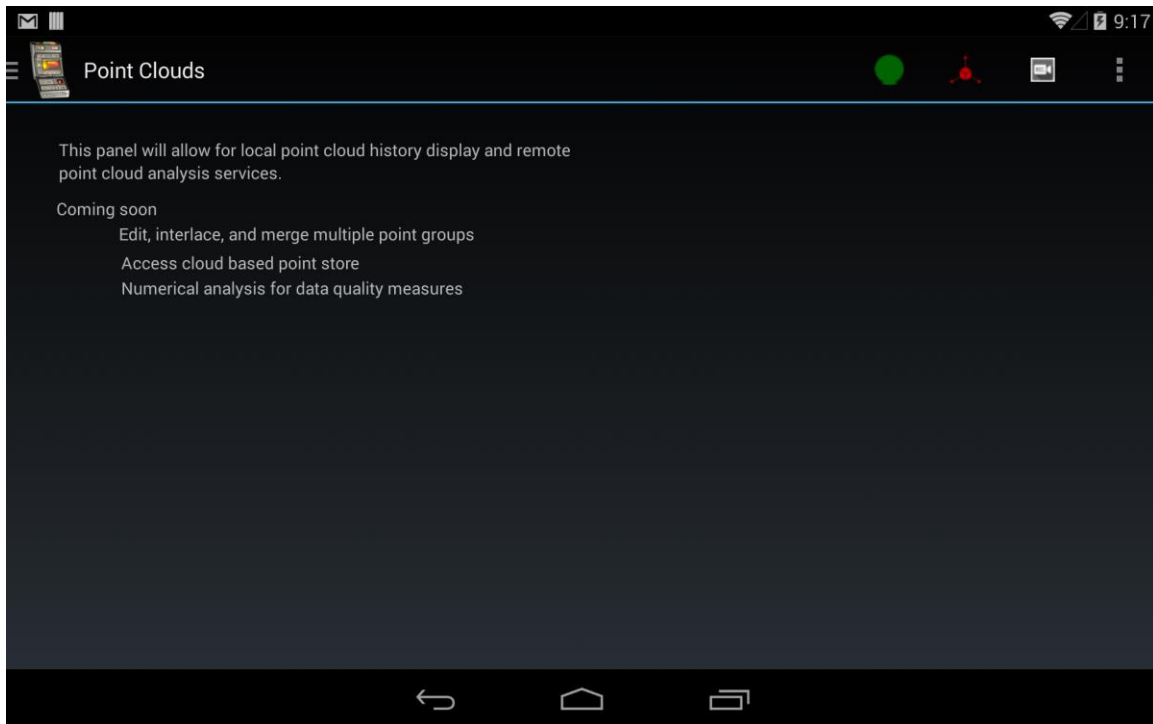 9:17
Point Clouds
This panel will allow for local point cloud history display and remote
point cloud analysis services.
Coming soon
Edit, interlace, and merge multiple point groups
Access cloud based point store
Numerical analysis for data quality measures